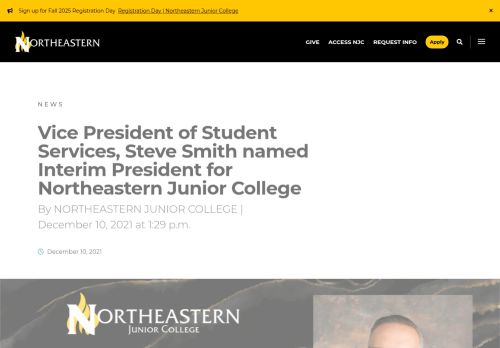 Sign up for Fall 2025 Registration Day Registration Day | Northeastern Junior College ×
NORTHEASTERN
GIVE ACCESS NJC REQUEST INFO Apply
NEWS
Vice President of Student
Services, Steve Smith named
Interim President for
Northeastern Junior College
By NORTHEASTERN JUNIOR COLLEGE |
December 10, 2021 at 1:29 p.m.
December 10, 2021
NORTHEASTERN
JUNIOR COLLEGE